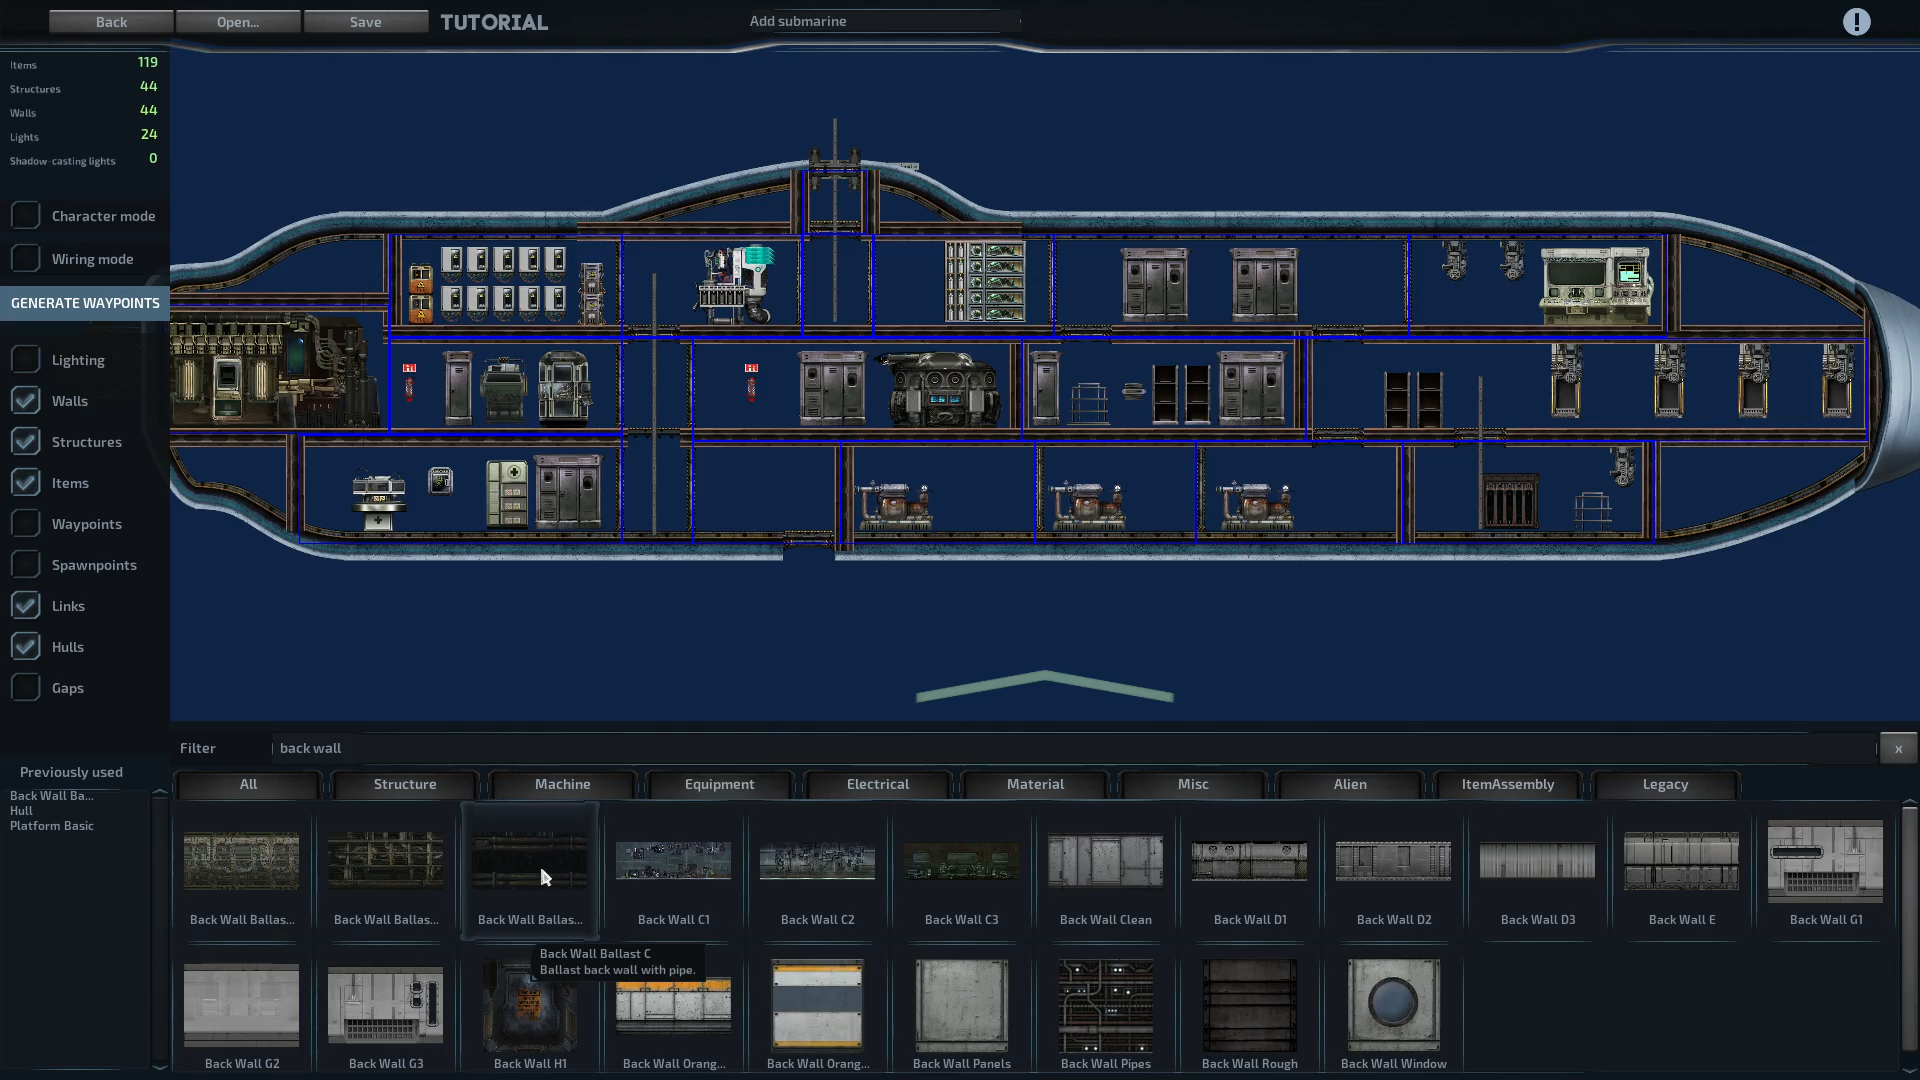 Back
Open...
Save
TUTORIAL
Add submarine
Items 119
Structures 44
Walls 44
Lights 24
Shadow-casting lights 0
Character mode
Wiring mode
GENERATE WAYPOINTS
Lighting
Walls
Structures
Items
Waypoints
Spawnpoints
Links
Hulls
Gaps
Filter
back wall
x
Previously used
Back Wall Ba...
Hull
Platform Basic
All
Structure
Machine
Equipment
Electrical
Material
Misc
Alien
ItemAssembly
Legacy
Back Wall Ballas...
Back Wall Ballas...
Back Wall Ballas...
Back Wall C1
Back Wall C2
Back Wall C3
Back Wall Clean
Back Wall D1
Back Wall D2
Back Wall D3
Back Wall E
Back Wall G1
Back Wall Ballast C
Ballast back wall with pipe.
Back Wall G2
Back Wall G3
Back Wall H1
Back Wall Orang...
Back Wall Orang...
Back Wall Panels
Back Wall Pipes
Back Wall Rough
Back Wall Window